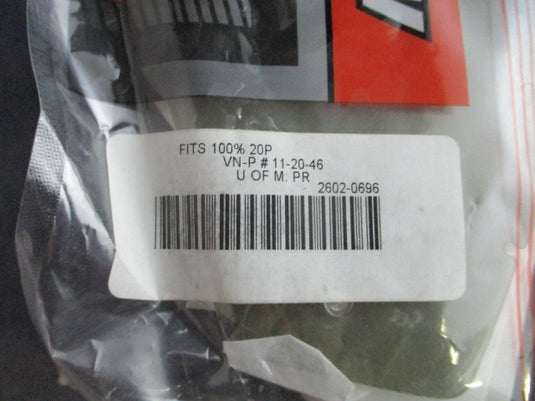 FITS 100% 20P
VN-P # 11-20-46
U OF M. PR
2602-0696